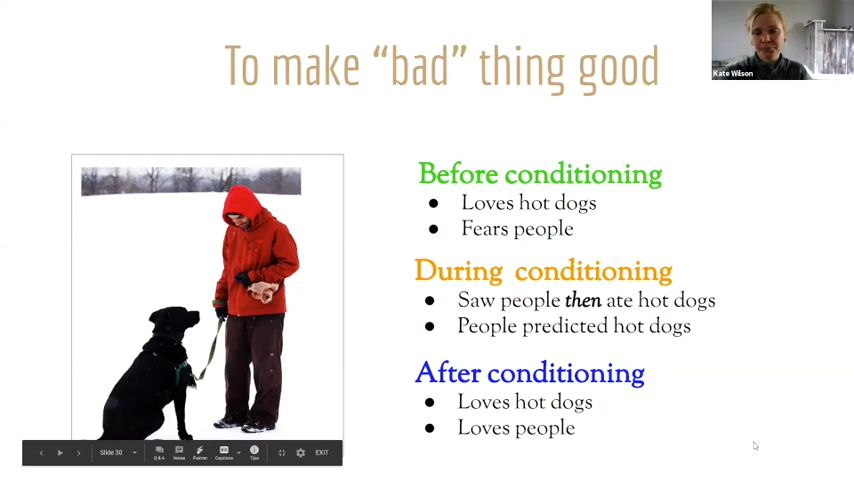 To make “bad” thing good
Kate Wilson
Before conditioning
● Loves hot dogs
● Fears people
During conditioning
● Saw people then ate hot dogs
● People predicted hot dogs
After conditioning
● Loves hot dogs
● Loves people
Slide 30
Q & A
Notes
Pointer
Captions
Tips
EXIT